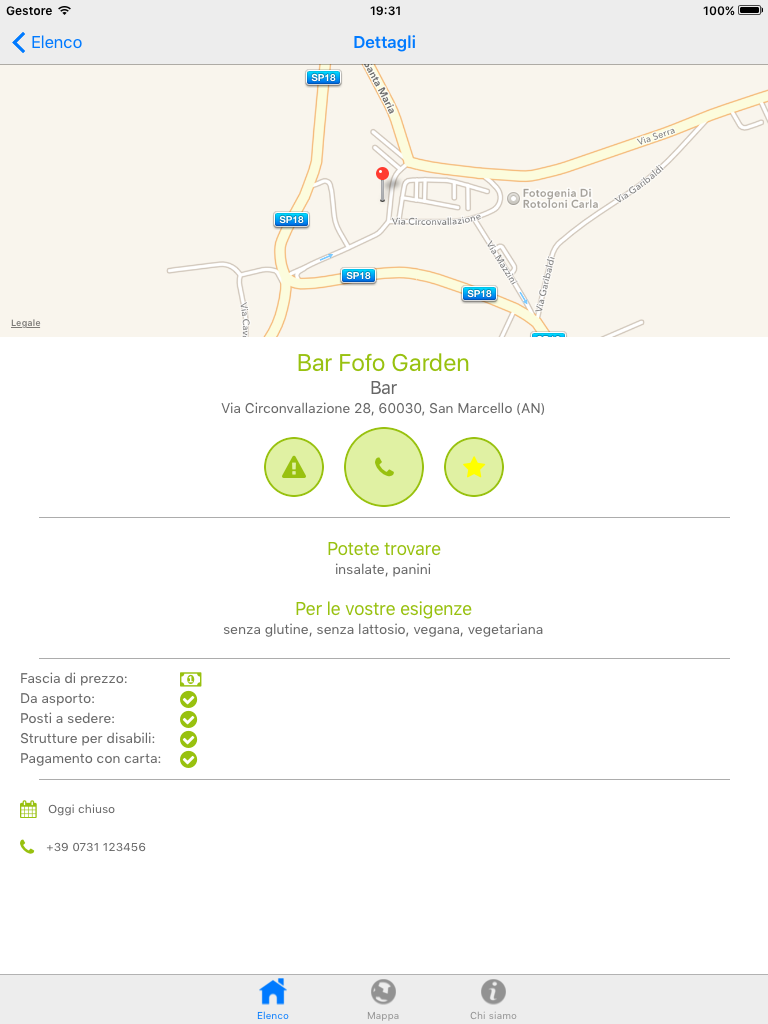 Gestore 19:31 100%
Elenco Dettagli
SP18
Santa Maria
Via Serra
Via Garibaldi
Fotogenia Di
Rotoloni Carla
SP18
Via Circonvallazione
Via Mazzini
Via Garibaldi
SP18
SP18
Legale
Bar Fofo Garden
Bar
Via Circonvallazione 28, 60030, San Marcello (AN)
Potete trovare
insalate, panini
Per le vostre esigenze
senza glutine, senza lattosio, vegana, vegetariana
Fascia di prezzo:
Da asporto:
Posti a sedere:
Strutture per disabili:
Pagamento con carta:
Oggi chiuso
+39 0731 123456
Elenco Mappa Chi siamo